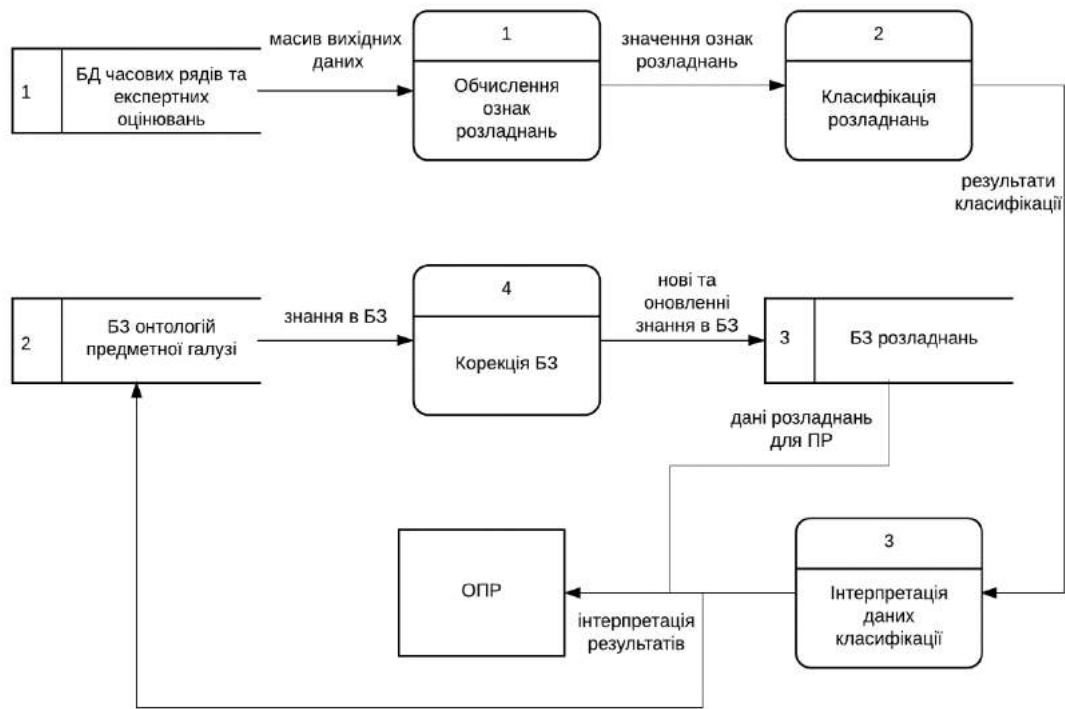 1
БД часових рядів та
експертних
оцінювань
масив вихідних
даних
1
Обчислення
ознак
розладнань
значення ознак
розладнань
2
Класифікація
розладнань
результати
класифікації
2
БЗ онтологій
предметної галузі
знання в БЗ
4
Корекція БЗ
нові та
оновленні
знання в БЗ
3
БЗ розладнань
дані розладнань
для ПР
ОПР
інтерпретація
результатів
3
Інтерпретація
даних
класифікації